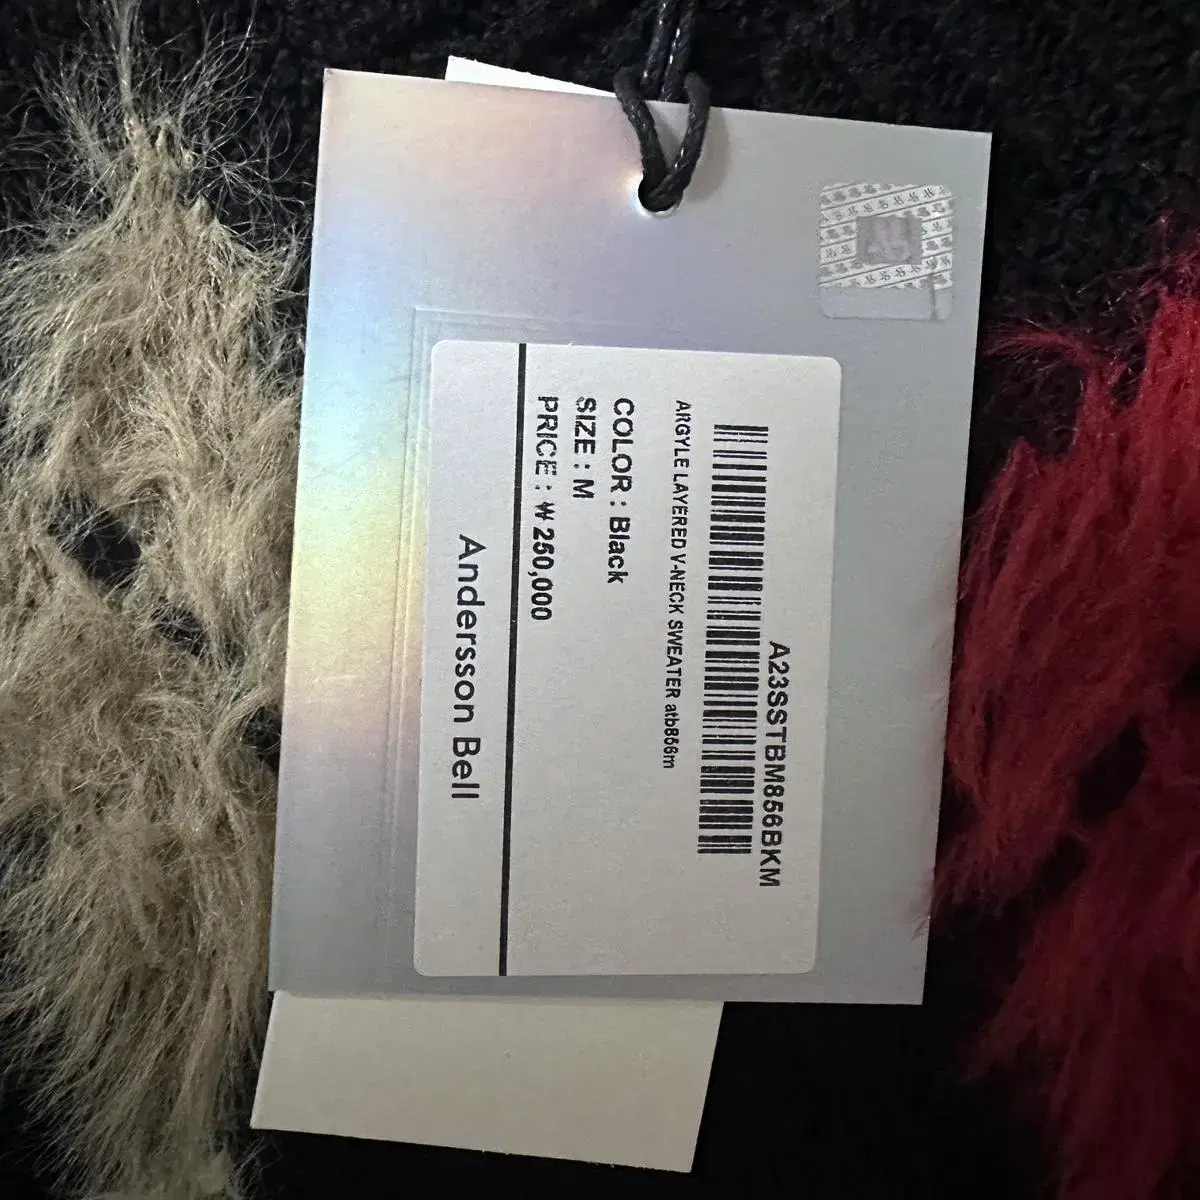 A23SSTBM856BKM
ARGYLE LAYERED V-NECK SWEATER atb856m
COLOR : Black
SIZE : M
PRICE : ₩ 250,000
Andersson Bell